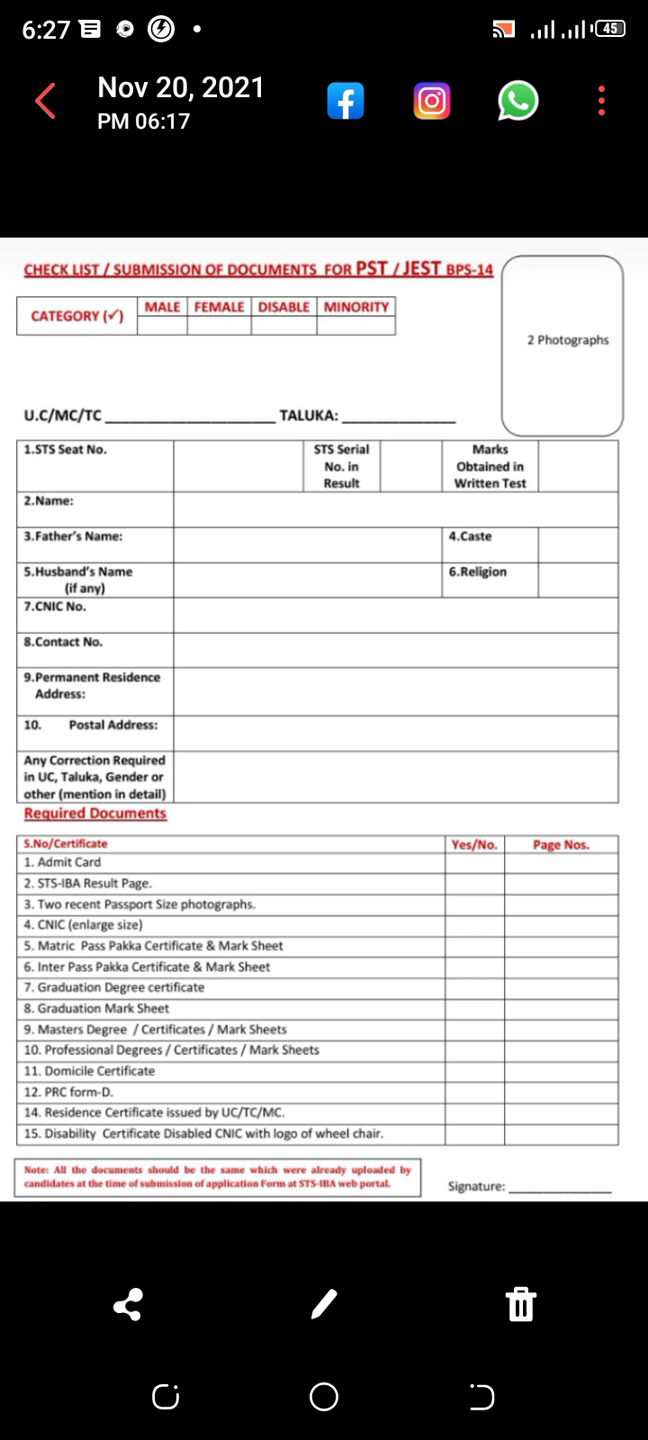 6:27
45
Nov 20, 2021
PM 06:17
CHECK LIST / SUBMISSION OF DOCUMENTS FOR PST / JEST BPS-14
CATEGORY (✓) MALE FEMALE DISABLE MINORITY
2 Photographs
U.C/MC/TC ____________________ TALUKA: ______________
1.STS Seat No. STS Serial No. in Result Marks Obtained in Written Test
2.Name:
3.Father's Name: 4.Caste
5.Husband's Name 6.Religion
(if any)
7.CNIC No.
8.Contact No.
9.Permanent Residence
Address:
10. Postal Address:
Any Correction Required
in UC, Taluka, Gender or
other (mention in detail)
Required Documents
S.No/Certificate Yes/No. Page Nos.
1. Admit Card
2. STS-IBA Result Page.
3. Two recent Passport Size photographs.
4. CNIC (enlarge size)
5. Matric Pass Pakka Certificate & Mark Sheet
6. Inter Pass Pakka Certificate & Mark Sheet
7. Graduation Degree certificate
8. Graduation Mark Sheet
9. Masters Degree / Certificates / Mark Sheets
10. Professional Degrees / Certificates / Mark Sheets
11. Domicile Certificate
12. PRC form-D.
14. Residence Certificate issued by UC/TC/MC.
15. Disability Certificate Disabled CNIC with logo of wheel chair.
Note: All the documents should be the same which were already uploaded by
candidates at the time of submission of application Form at STS-IBA web portal.
Signature: _______________